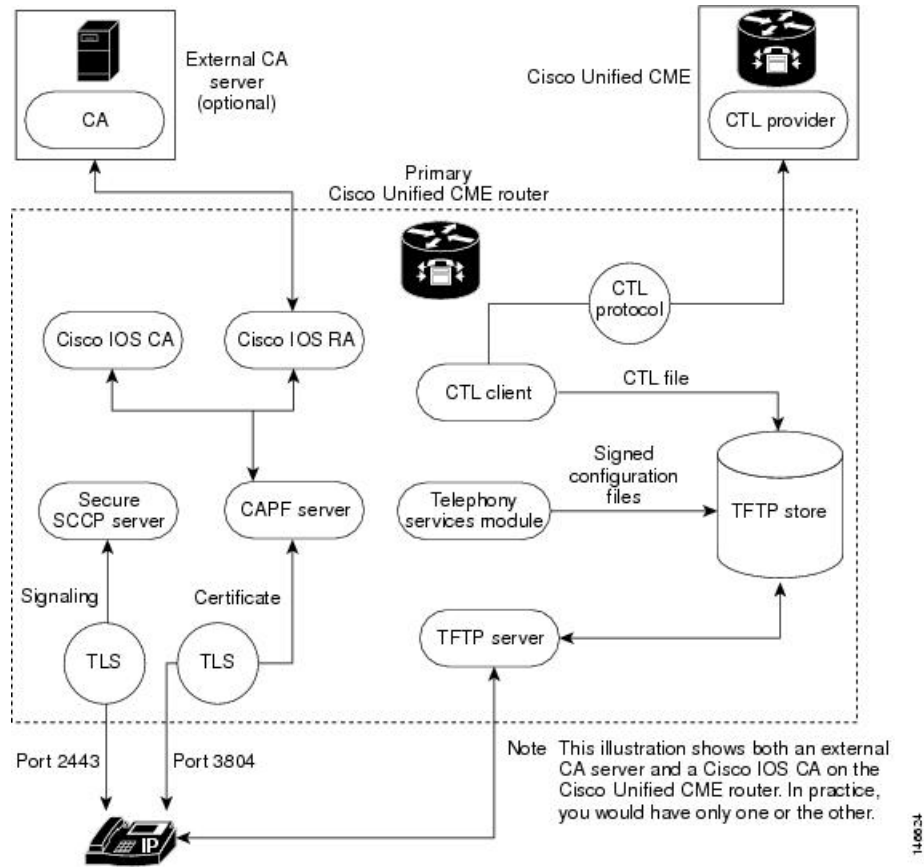 External CA
server
(optional)
CA
Cisco Unified CME
CTL provider
Primary
Cisco Unified CME router
Cisco IOS CA
Cisco IOS RA
CTL
protocol
CTL client
CTL file
Secure
SCCP server
CAPF server
Telephony
services module
Signed
configuration
files
TFTP store
Signaling
Certificate
TLS
TLS
TFTP server
Port 2443
Port 3804
IP
Note This illustration shows both an external
CA server and a Cisco IOS CA on the
Cisco Unified CME router. In practice,
you would have only one or the other.